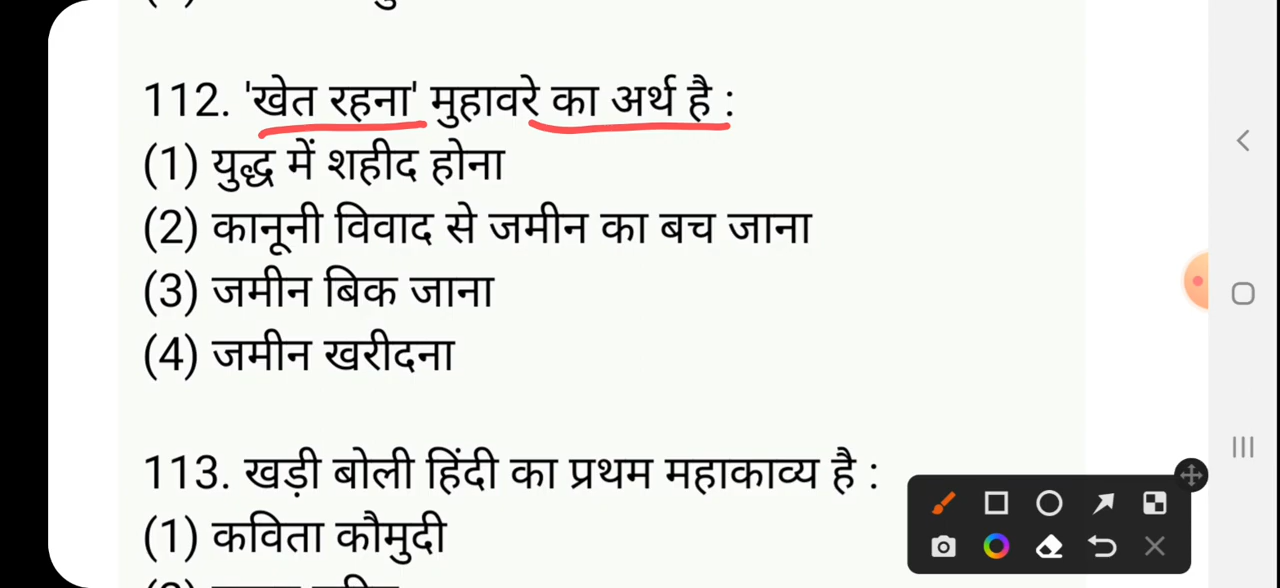 112. 'खेत रहना' मुहावरे का अर्थ है :
(1) युद्ध में शहीद होना
(2) कानूनी विवाद से जमीन का बच जाना
(3) जमीन बिक जाना
(4) जमीन खरीदना
113. खड़ी बोली हिंदी का प्रथम महाकाव्य है :
(1) कविता कौमुदी